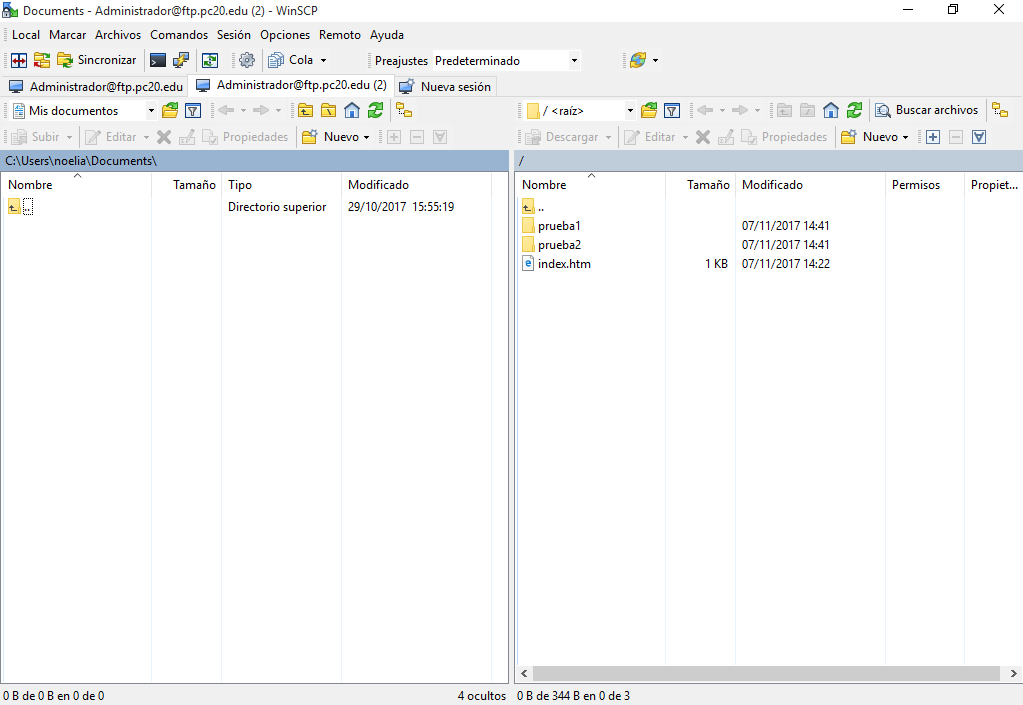 Documents - Administrador@ftp.pc20.edu (2) - WinSCP
Local Marcar Archivos Comandos Sesión Opciones Remoto Ayuda
Sincronizar Cola Preajustes Predeterminado
Administrador@ftp.pc20.edu Administrador@ftp.pc20.edu (2) Nueva sesión
Mis documentos / <raíz> Buscar archivos
Subir Editar Propiedades Nuevo Descargar Editar Propiedades Nuevo
C:\Users\noelia\Documents\ /
Nombre Tamaño Tipo Modificado Nombre Tamaño Modificado Permisos Propiet...
.. Directorio superior 29/10/2017 15:55:19 ..
prueba1 07/11/2017 14:41
prueba2 07/11/2017 14:41
index.htm 1 KB 07/11/2017 14:22
0 B de 0 B en 0 de 0 4 ocultos 0 B de 344 B en 0 de 3